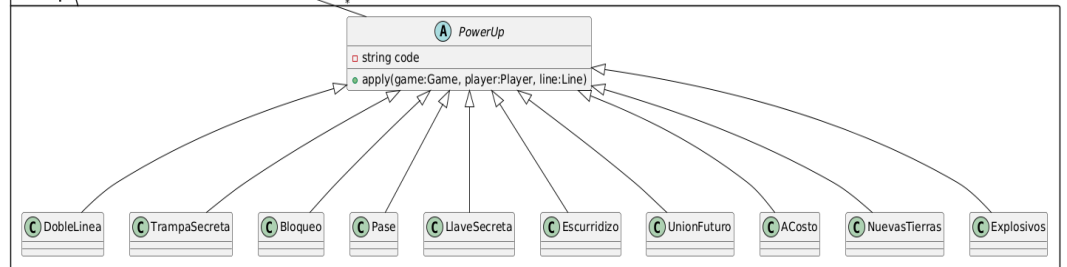 *
A PowerUp
string code
apply(game:Game, player:Player, line:Line)
C DobleLinea
C TrampaSecreta
C Bloqueo
C Pase
C LlaveSecreta
C Escurridizo
C UnionFuturo
C ACosto
C NuevasTierras
C Explosivos